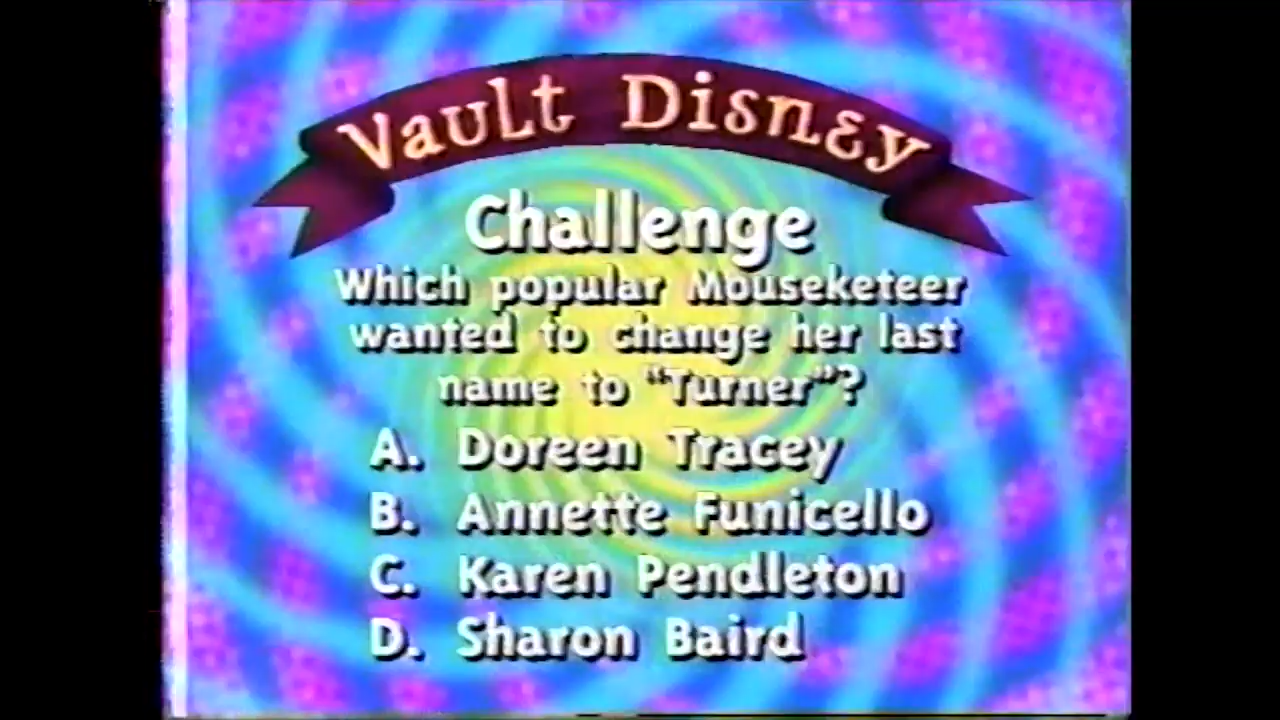 Vault Disney
Challenge
Which popular Mouseketeer
wanted to change her last
name to "Turner"?
A. Doreen Tracey
B. Annette Funicello
C. Karen Pendleton
D. Sharon Baird